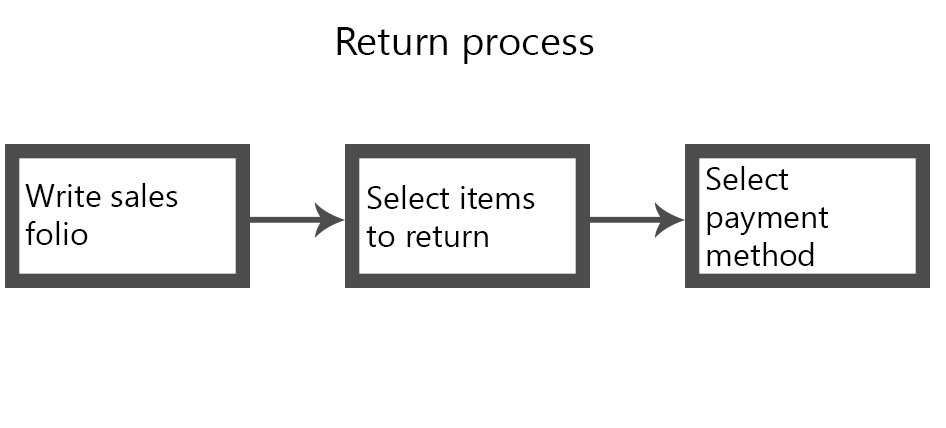 Return process
Write sales
folio
Select items
to return
Select
payment
method